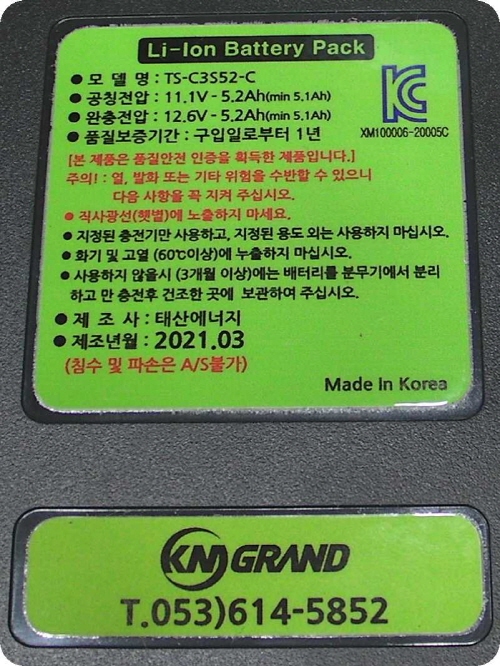 Li-Ion Battery Pack
● 모 델 명 : TS-C3S52-C
● 공칭전압 : 11.1V - 5.2Ah(min 5.1Ah)
● 완충전압 : 12.6V - 5.2Ah(min 5.1Ah)
● 품질보증기간 : 구입일로부터 1년
KC
XM100006-20005C
[본 제품은 품질안전 인증을 획득한 제품입니다.]
주의! : 열, 발화 또는 기타 위험을 수반할 수 있으니
다음 사항을 꼭 지켜 주십시오.
● 직사광선(햇볕)에 노출하지 마세요.
● 지정된 충전기만 사용하고, 지정된 용도 외는 사용하지 마십시오.
● 화기 및 고열 (60℃이상)에 누출하지 마십시오.
● 사용하지 않을시 (3개월 이상)에는 배터리를 분무기에서 분리
하고 만 충전후 건조한 곳에 보관하여 주십시오.
● 제 조 사 : 태산에너지
● 제조년월 : 2021.03
(침수 및 파손은 A/S불가)
Made In Korea
KM GRAND
T.053)614-5852